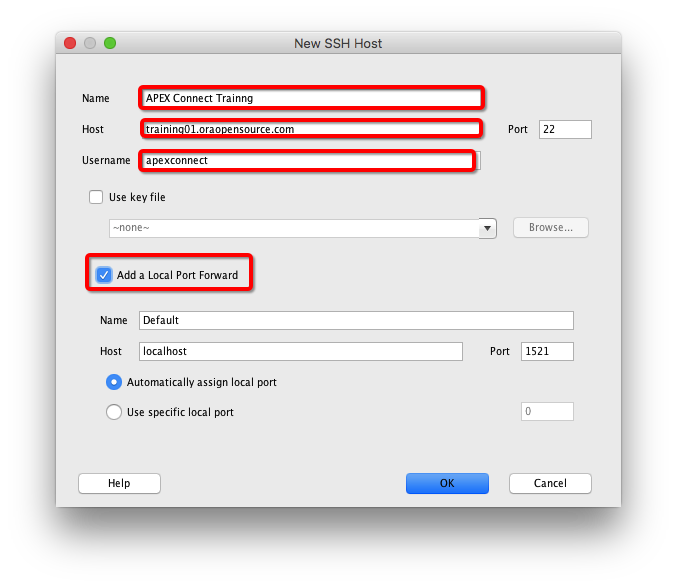 New SSH Host
Name APEX Connect Trainng
Host training01.oraopensource.com Port 22
Username apexconnect
Use key file
~none~ Browse...
Add a Local Port Forward
Name Default
Host localhost Port 1521
Automatically assign local port
Use specific local port 0
Help OK Cancel